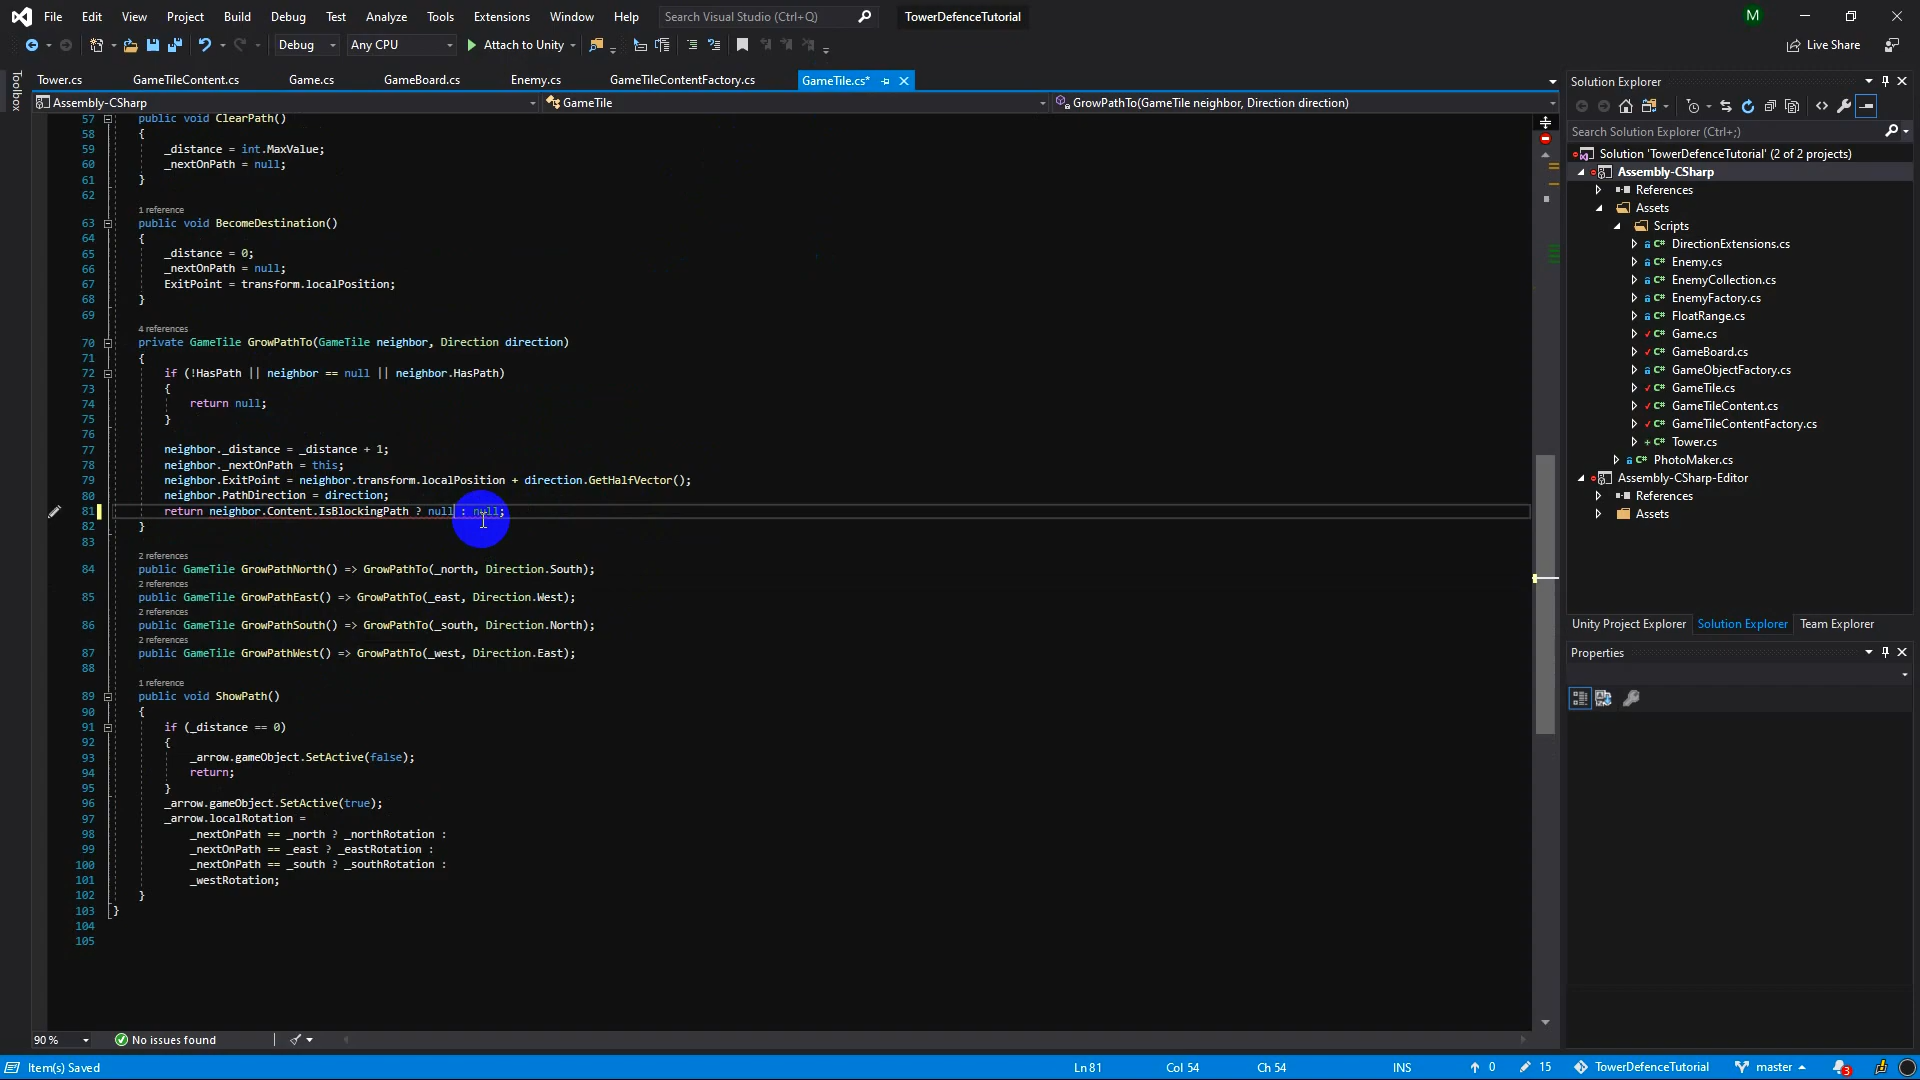 File Edit View Project Build Debug Test Analyze Tools Extensions Window Help Search Visual Studio (Ctrl+Q) TowerDefenceTutorial M
Debug Any CPU Attach to Unity Live Share
Toolbox
Tower.cs GameTileContent.cs Game.cs GameBoard.cs Enemy.cs GameTileContentFactory.cs GameTile.cs*
Assembly-CSharp GameTile GrowPathTo(GameTile neighbor, Direction direction)
57 public void ClearPath()
58 {
59 _distance = int.MaxValue;
60 _nextOnPath = null;
61 }
62
1 reference
63 public void BecomeDestination()
64 {
65 _distance = 0;
66 _nextOnPath = null;
67 ExitPoint = transform.localPosition;
68 }
69
4 references
70 private GameTile GrowPathTo(GameTile neighbor, Direction direction)
71 {
72 if (!HasPath || neighbor == null || neighbor.HasPath)
73 {
74 return null;
75 }
76
77 neighbor._distance = _distance + 1;
78 neighbor._nextOnPath = this;
79 neighbor.ExitPoint = neighbor.transform.localPosition + direction.GetHalfVector();
80 neighbor.PathDirection = direction;
81 return neighbor.Content.IsBlockingPath ? null : null;
82 }
83
2 references
84 public GameTile GrowPathNorth() => GrowPathTo(_north, Direction.South);
2 references
85 public GameTile GrowPathEast() => GrowPathTo(_east, Direction.West);
2 references
86 public GameTile GrowPathSouth() => GrowPathTo(_south, Direction.North);
2 references
87 public GameTile GrowPathWest() => GrowPathTo(_west, Direction.East);
88
1 reference
89 public void ShowPath()
90 {
91 if (_distance == 0)
92 {
93 _arrow.gameObject.SetActive(false);
94 return;
95 }
96 _arrow.gameObject.SetActive(true);
97 _arrow.localRotation =
98 _nextOnPath == _north ? _northRotation :
99 _nextOnPath == _east ? _eastRotation :
100 _nextOnPath == _south ? _southRotation :
101 _westRotation;
102 }
103 }
104
105
90 % No issues found
Solution Explorer
Search Solution Explorer (Ctrl+;)
Solution 'TowerDefenceTutorial' (2 of 2 projects)
Assembly-CSharp
References
Assets
Scripts
C# DirectionExtensions.cs
C# Enemy.cs
C# EnemyCollection.cs
C# EnemyFactory.cs
C# FloatRange.cs
C# Game.cs
C# GameBoard.cs
C# GameObjectFactory.cs
C# GameTile.cs
C# GameTileContent.cs
C# GameTileContentFactory.cs
C# Tower.cs
C# PhotoMaker.cs
Assembly-CSharp-Editor
References
Assets
Unity Project Explorer Solution Explorer Team Explorer
Properties
Item(s) Saved Ln 81 Col 54 Ch 54 INS 0 15 TowerDefenceTutorial master 3